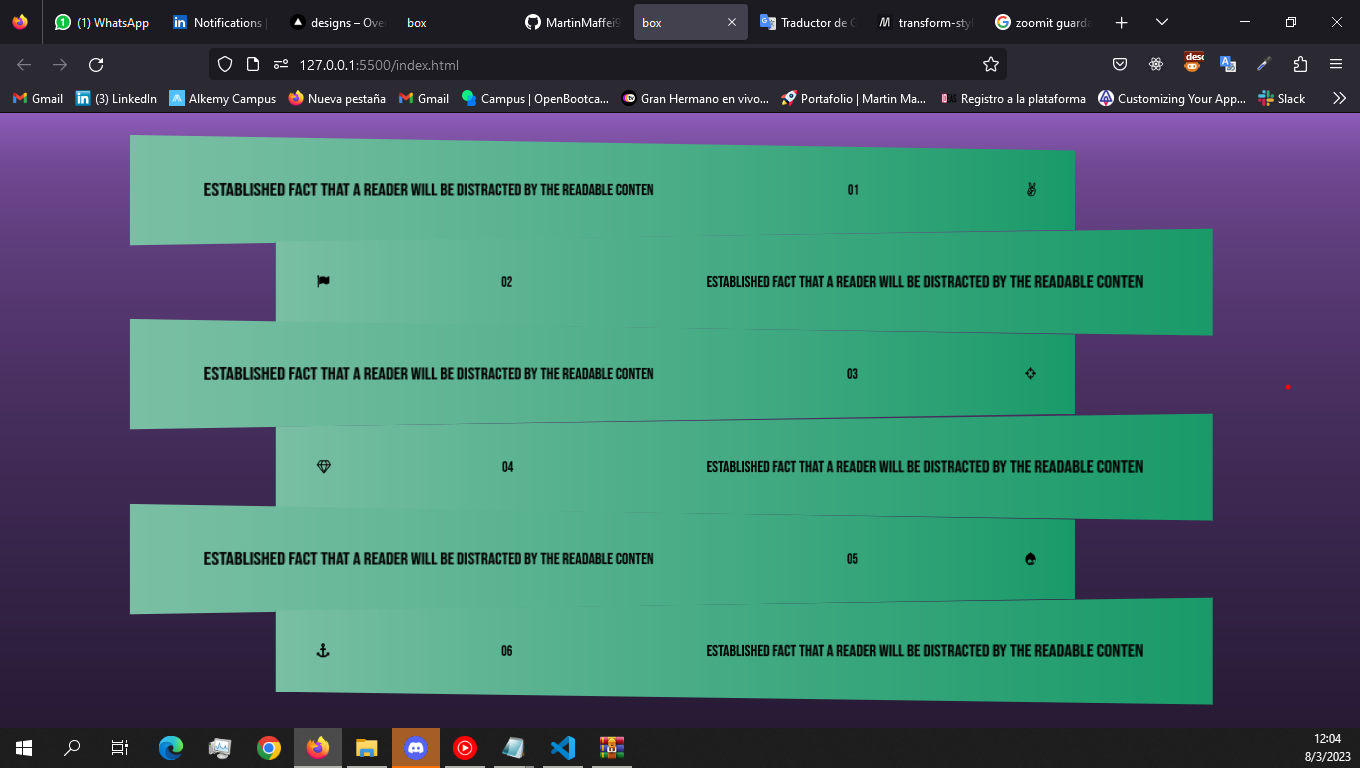 (1) WhatsApp
Notifications |
designs – Ove
box
MartinMaffei9
box
Traductor de G
transform-styl
zoomit guarda
127.0.0.1:5500/index.html
Gmail
(3) LinkedIn
Alkemy Campus
Nueva pestaña
Gmail
Campus | OpenBootca...
Gran Hermano en vivo...
Portafolio | Martin Ma...
Registro a la plataforma
Customizing Your App...
Slack
ESTABLISHED FACT THAT A READER WILL BE DISTRACTED BY THE READABLE CONTEN
01
02
ESTABLISHED FACT THAT A READER WILL BE DISTRACTED BY THE READABLE CONTEN
ESTABLISHED FACT THAT A READER WILL BE DISTRACTED BY THE READABLE CONTEN
03
04
ESTABLISHED FACT THAT A READER WILL BE DISTRACTED BY THE READABLE CONTEN
ESTABLISHED FACT THAT A READER WILL BE DISTRACTED BY THE READABLE CONTEN
05
06
ESTABLISHED FACT THAT A READER WILL BE DISTRACTED BY THE READABLE CONTEN
12:04
8/3/2023